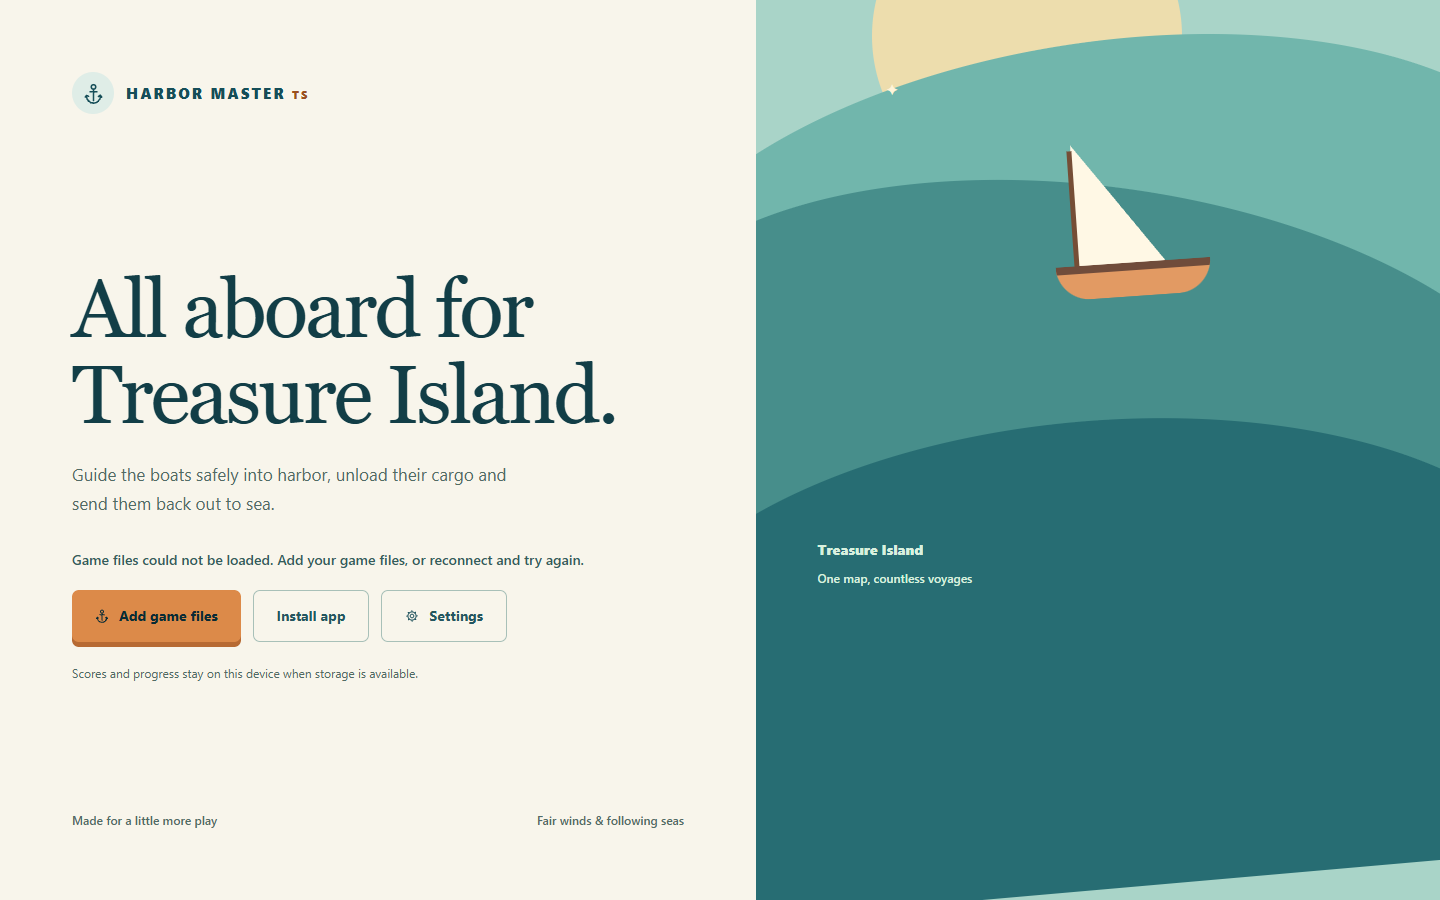 HARBOR MASTER TS
All aboard for
Treasure Island.
Guide the boats safely into harbor, unload their cargo and
send them back out to sea.
Game files could not be loaded. Add your game files, or reconnect and try again.
Add game files
Install app
Settings
Scores and progress stay on this device when storage is available.
Made for a little more play
Fair winds & following seas
Treasure Island
One map, countless voyages